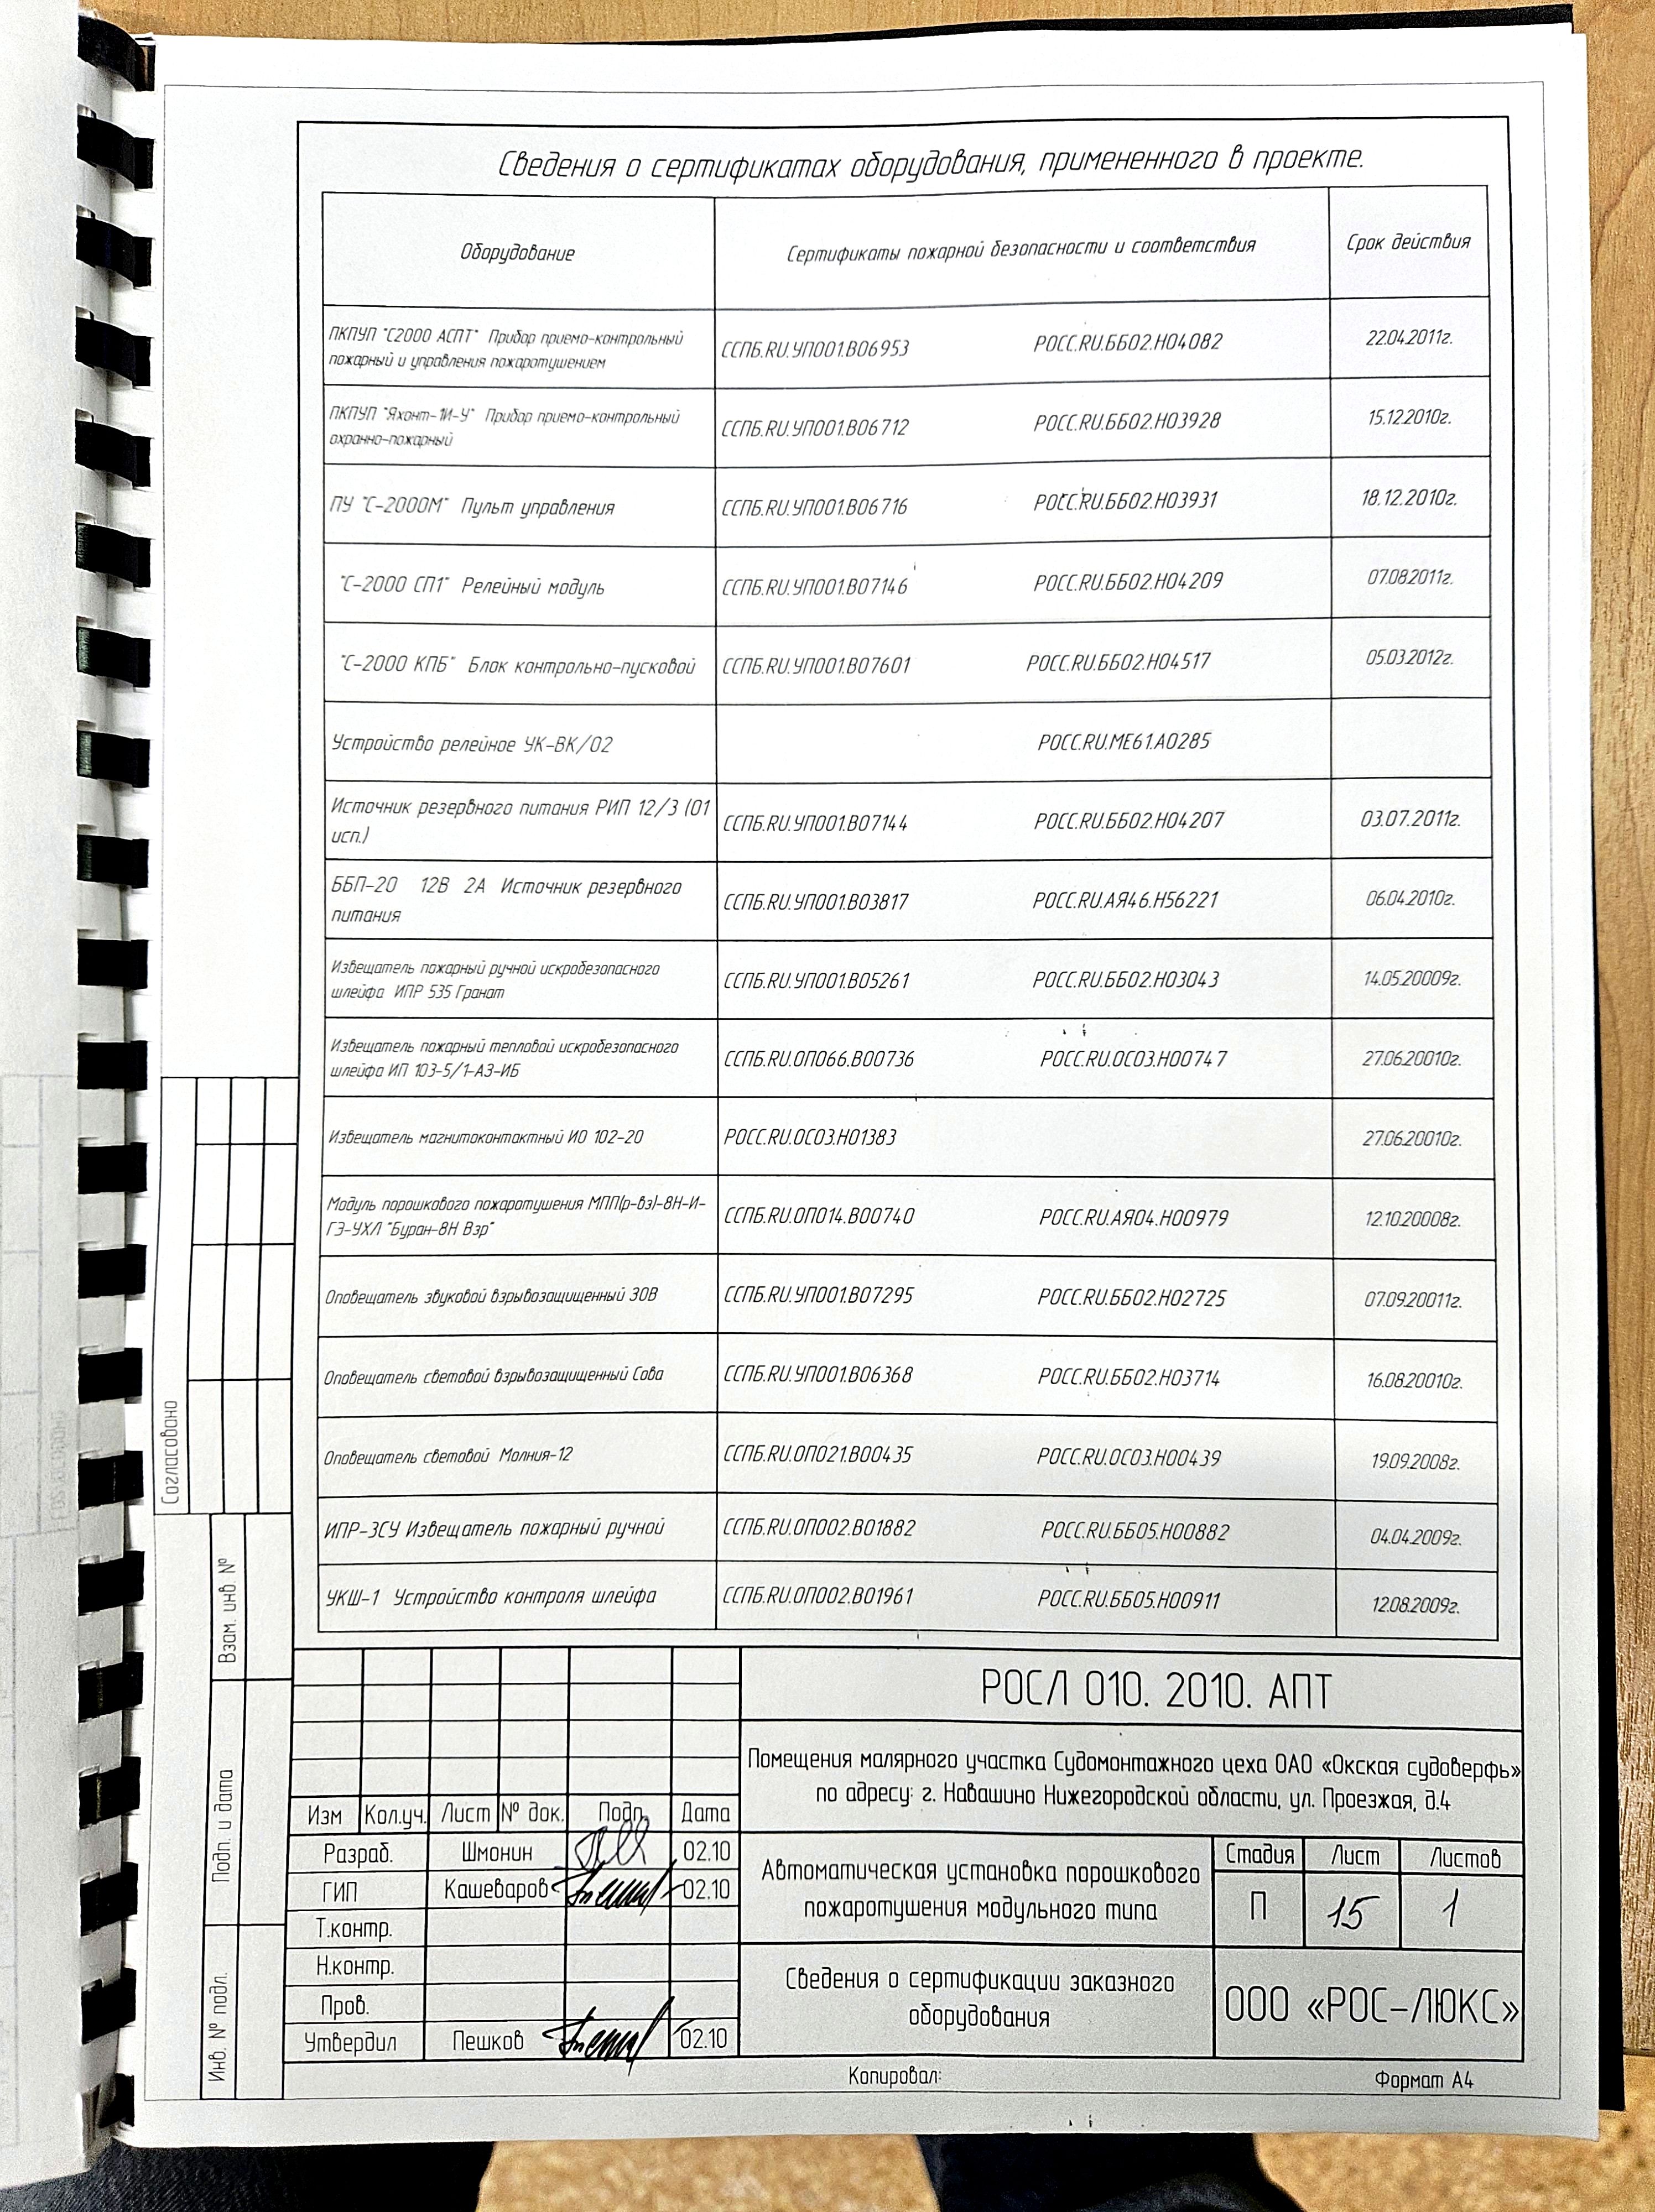 Сведения о сертификатах оборудования, примененного в проекте.
Оборудование
Сертификаты пожарной безопасности и соответствия
Срок действия
ПКПУП "С2000 АСПТ" Прибор приемо-контрольный
пожарный и управления пожаротушением
ССПБ.RU.УП001.В06953
РОСС.RU.ББ02.Н04082
22.04.2011г.
ПКПУП "Яхонт-1И-У" Прибор приемо-контрольный
охранно-пожарный
ССПБ.RU.УП001.В06712
РОСС.RU.ББ02.Н03928
15.12.2010г.
ПУ "С-2000М" Пульт управления
ССПБ.RU.УП001.В06716
РОСС.RU.ББ02.Н03931
18.12.2010г.
"С-2000 СП1" Релейный модуль
ССПБ.RU.УП001.В07146
РОСС.RU.ББ02.Н04209
07.08.2011г.
"С-2000 КПБ" Блок контрольно-пусковой
ССПБ.RU.УП001.В07601
РОСС.RU.ББ02.Н04517
05.03.2012г.
Устройство релейное УК-ВК/02
РОСС.RU.МЕ61.А0285
Источник резервного питания РИП 12/3 (01
исп.)
ССПБ.RU.УП001.В07144
РОСС.RU.ББ02.Н04207
03.07.2011г.
ББП-20 12В 2А Источник резервного
питания
ССПБ.RU.УП001.В03817
РОСС.RU.АЯ46.Н56221
06.04.2010г.
Извещатель пожарный ручной искробезопасного
шлейфа ИПР 535 Гранат
ССПБ.RU.УП001.В05261
РОСС.RU.ББ02.Н03043
14.05.20009г.
Извещатель пожарный тепловой искробезопасного
шлейфа ИП 103-5/1-А3-ИБ
ССПБ.RU.ОП066.В00736
РОСС.RU.ОС03.Н00747
27.06.20010г.
Извещатель магнитоконтактный ИО 102-20
РОСС.RU.ОС03.Н01383
27.06.20010г.
Модуль порошкового пожаротушения МПП(р-вз)-8Н-И-
ГЭ-УХЛ "Буран-8Н Взр"
ССПБ.RU.ОП014.В00740
РОСС.RU.АЯ04.Н00979
12.10.20008г.
Оповещатель звуковой взрывозащищенный ЗОВ
ССПБ.RU.УП001.В07295
РОСС.RU.ББ02.Н02725
07.09.20011г.
Оповещатель световой взрывозащищенный Сова
ССПБ.RU.УП001.В06368
РОСС.RU.ББ02.Н03714
16.08.20010г.
Оповещатель световой Молния-12
ССПБ.RU.ОП021.В00435
РОСС.RU.ОС03.Н00439
19.09.2008г.
ИПР-3СУ Извещатель пожарный ручной
ССПБ.RU.ОП002.В01882
РОСС.RU.ББ05.Н00882
04.04.2009г.
УКШ-1 Устройство контроля шлейфа
ССПБ.RU.ОП002.В01961
РОСС.RU.ББ05.Н00911
12.08.2009г.
Согласовано
Взам. инв. №
Подп. и дата
Инв. № подл.
РОСЛ 010. 2010. АПТ
Помещения малярного участка Судомонтажного цеха ОАО «Окская судоверфь»
по адресу: г. Навашино Нижегородской области, ул. Проезжая, д.4
Изм Кол.уч. Лист № док. Подп. Дата
Разраб. Шмонин 02.10
ГИП Кашеваров 02.10
Т.контр.
Н.контр.
Пров.
Утвердил Пешков 02.10
Автоматическая установка порошкового
пожаротушения модульного типа
Стадия Лист Листов
П 15 1
Сведения о сертификации заказного
оборудования
ООО «РОС-ЛЮКС»
Копировал:
Формат А4